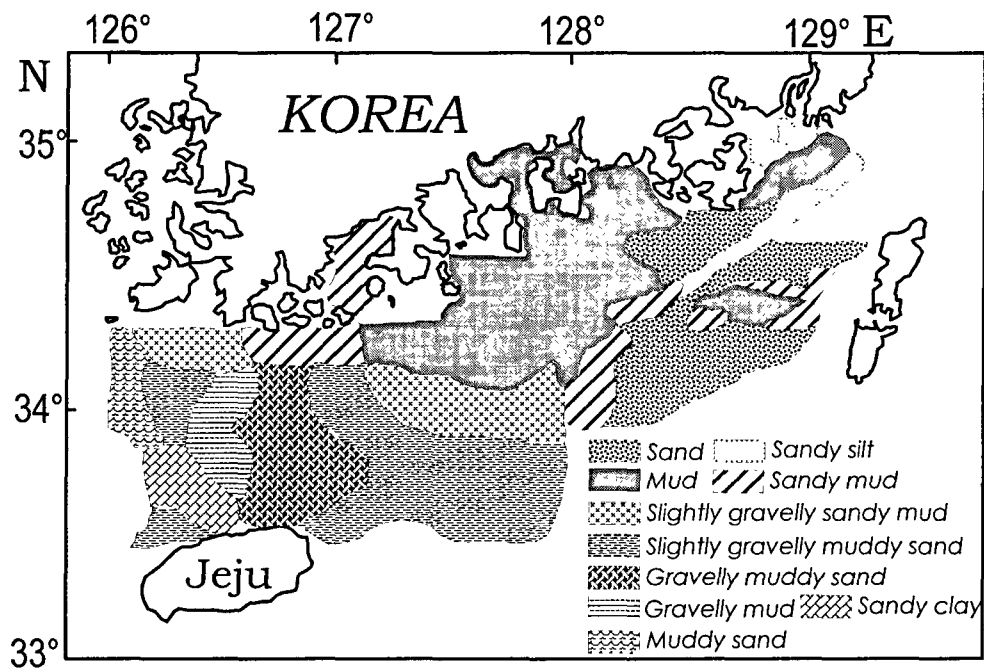 126° 127° 128° 129° E
N
KOREA
35°
34°
Sand Sandy silt
Mud Sandy mud
Slightly gravelly sandy mud
Slightly gravelly muddy sand
Gravelly muddy sand
Gravelly mud Sandy clay
Muddy sand
Jeju
33°